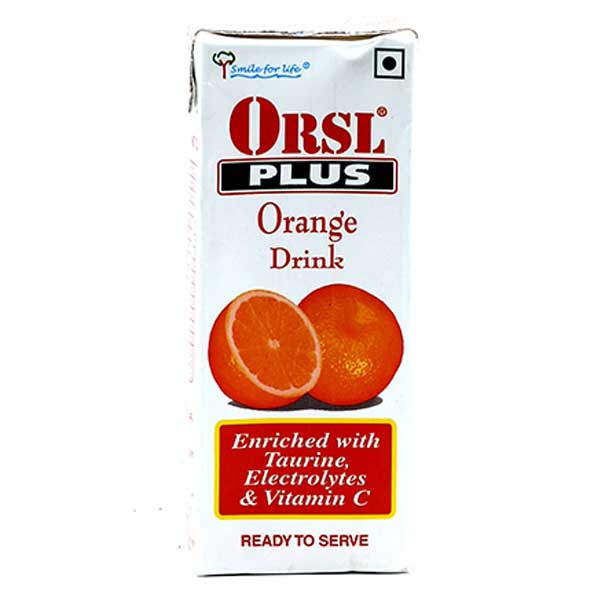 Smile for life®
ORSL®
PLUS
Orange
Drink
Enriched with
Taurine,
Electrolytes
& Vitamin C
READY TO SERVE